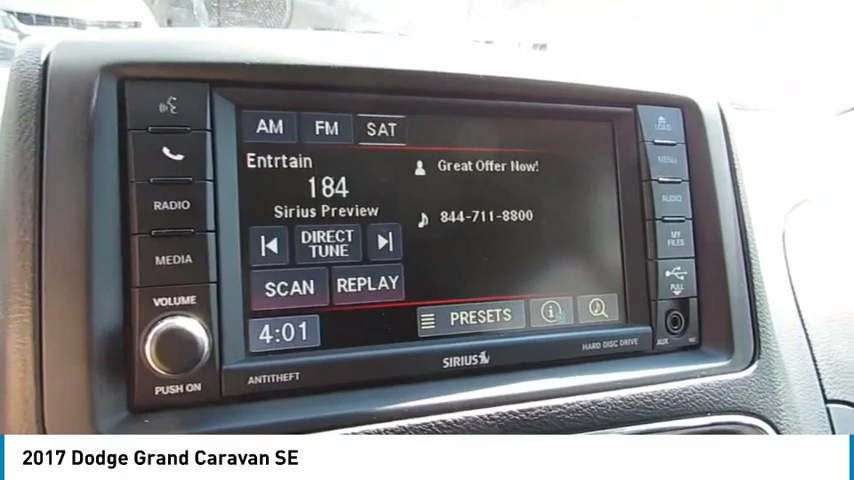 AM FM SAT
LOAD
Entrtain
Great Offer Now!
MENU
184
RADIO
AUDIO
Sirius Preview
844-711-8800
DIRECT
TUNE
MY
FILES
MEDIA
SCAN REPLAY
PULL
VOLUME
PRESETS
4:01
AUX
HARD DISC DRIVE
SIRIUS
ANTITHEFT
PUSH ON
2017 Dodge Grand Caravan SE